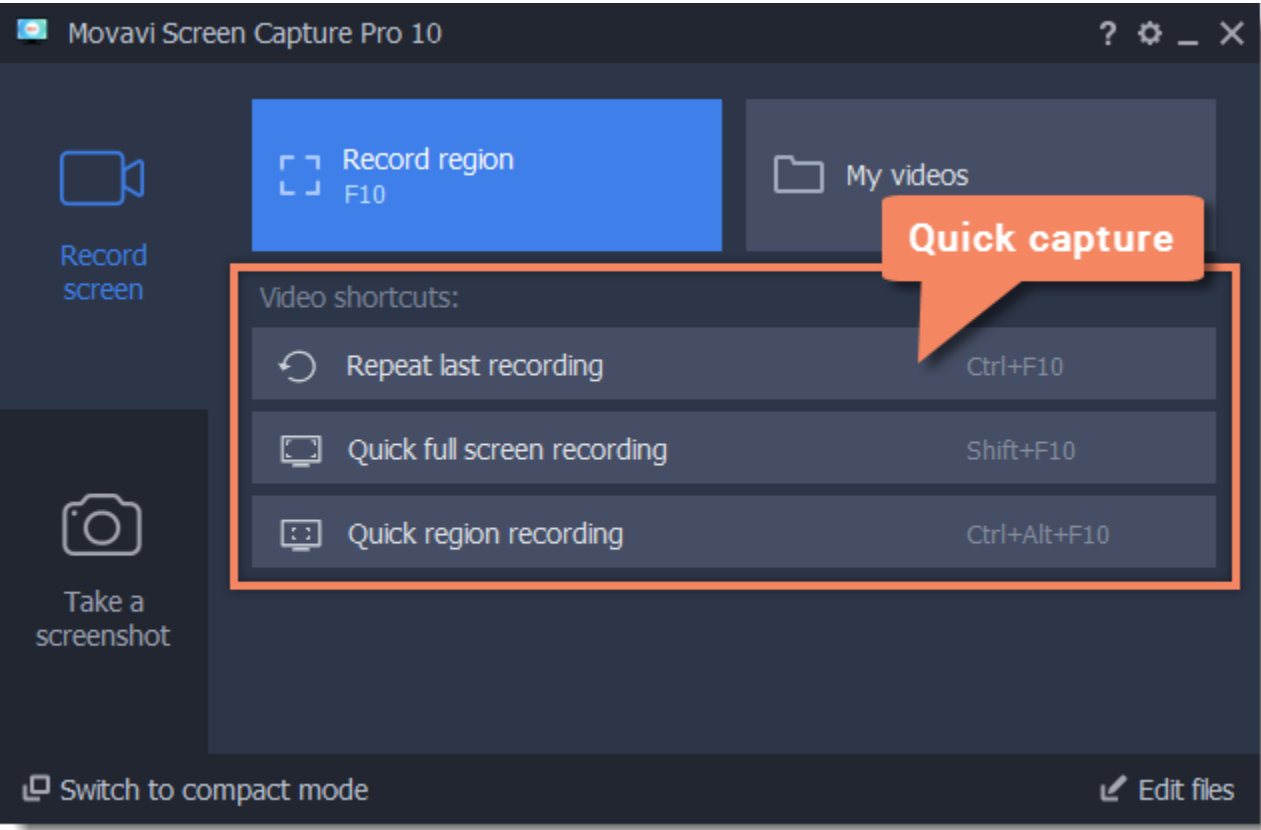 Movavi Screen Capture Pro 10
?
Record region
F10
My videos
Quick capture
Record
screen
Video shortcuts:
Repeat last recording Ctrl+F10
Quick full screen recording Shift+F10
Quick region recording Ctrl+Alt+F10
Take a
screenshot
Switch to compact mode
Edit files